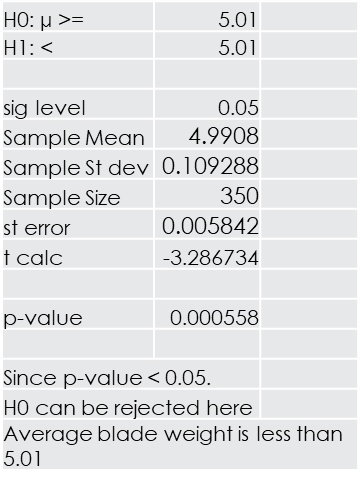 H0: µ >= 5.01
H1: < 5.01
sig level 0.05
Sample Mean 4.9908
Sample St dev 0.109288
Sample Size 350
st error 0.005842
t calc -3.286734
p-value 0.000558
Since p-value < 0.05.
H0 can be rejected here
Average blade weight is less than
5.01